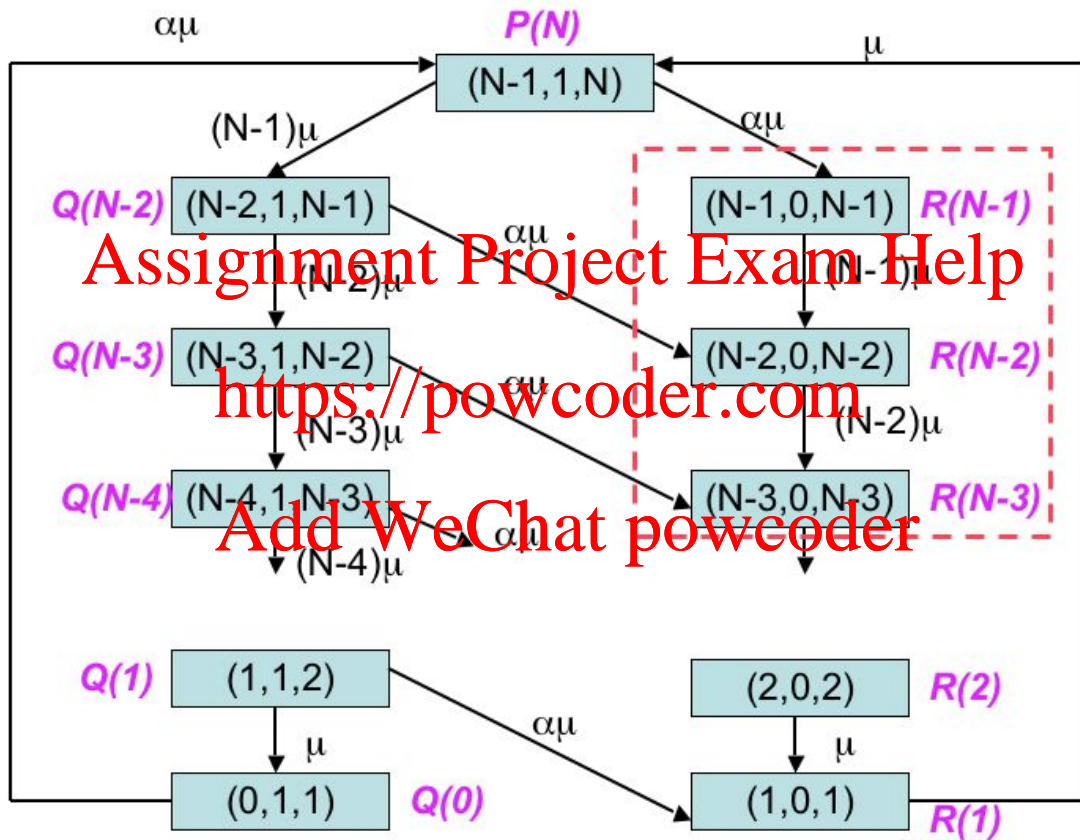 P(N)
αμ
μ
(N-1,1,N)
(N-1)μ
αμ
Q(N-2)
(N-2,1,N-1)
(N-1,0,N-1)
R(N-1)
αμ
Assignment Project Exam Help
(N-2)μ
(N-1)μ
Q(N-3)
(N-3,1,N-2)
(N-2,0,N-2)
R(N-2)
αμ
https://powcoder.com
(N-3)μ
(N-2)μ
Q(N-4)
(N-4,1,N-3)
(N-3,0,N-3)
R(N-3)
Add WeChat powcoder
αμ
(N-4)μ
Q(1)
(1,1,2)
(2,0,2)
R(2)
αμ
μ
μ
(0,1,1)
Q(0)
(1,0,1)
R(1)